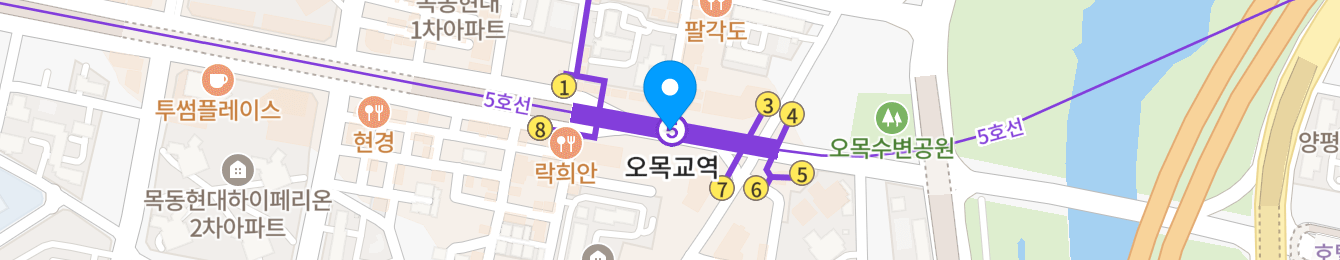 목동현대
1차아파트
팔각도
투썸플레이스
5호선
1
3
4
현경
8
5
오목수변공원
5호선
양평
락희안
오목교역
5
7
6
목동현대하이페리온
2차아파트